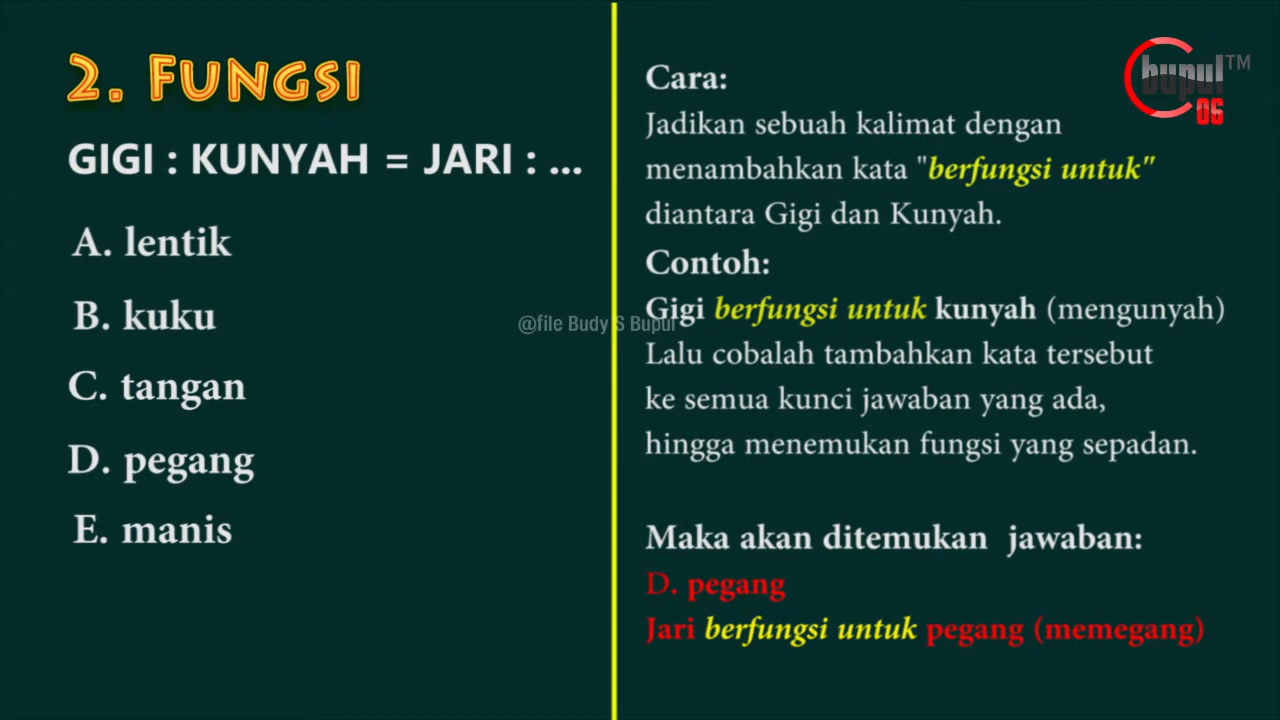 2. Fungsi
GIGI : KUNYAH = JARI : ...
A. lentik
B. kuku
C. tangan
D. pegang
E. manis
Cara:
Jadikan sebuah kalimat dengan
menambahkan kata "berfungsi untuk"
diantara Gigi dan Kunyah.
Contoh:
Gigi berfungsi untuk kunyah (mengunyah)
Lalu cobalah tambahkan kata tersebut
ke semua kunci jawaban yang ada,
hingga menemukan fungsi yang sepadan.
Maka akan ditemukan jawaban:
D. pegang
Jari berfungsi untuk pegang (memegang)
@file Budy S Bupul
bupul™
06